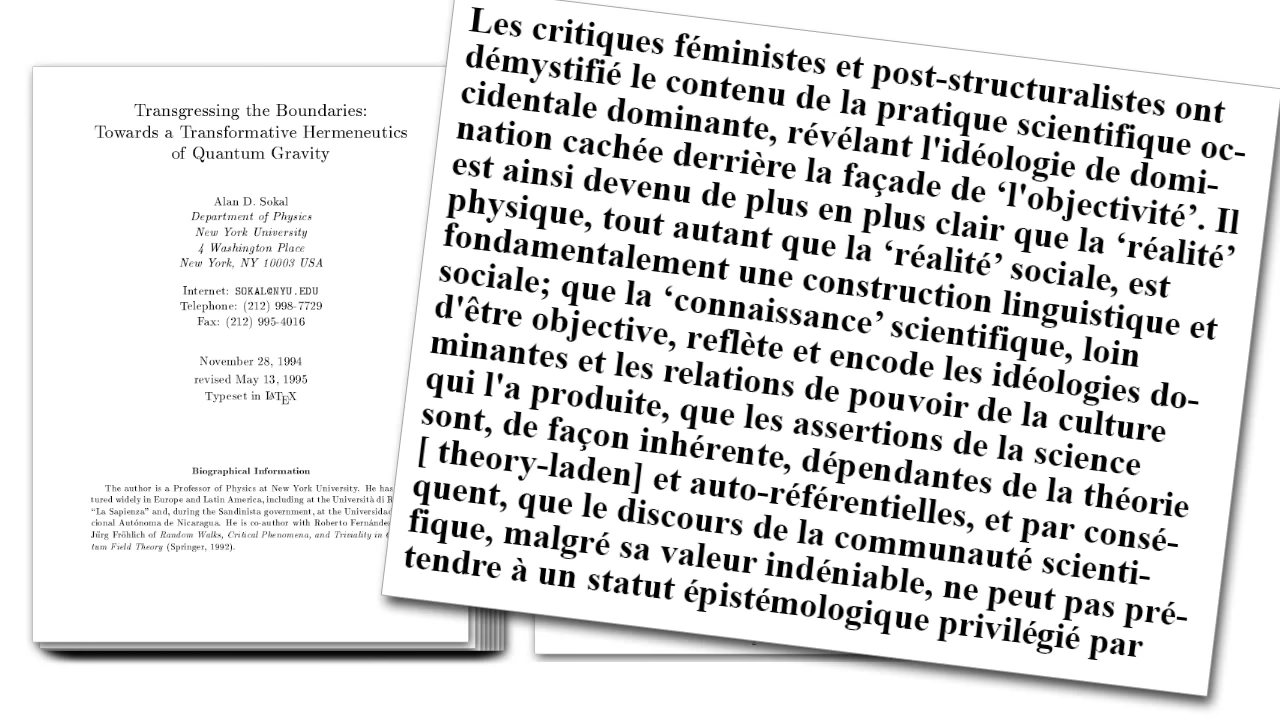 Transgressing the Boundaries:
Towards a Transformative Hermeneutics
of Quantum Gravity
Alan D. Sokal
Department of Physics
New York University
4 Washington Place
New York, NY 10003 USA
Internet: SOKAL@NYU.EDU
Telephone: (212) 998-7729
Fax: (212) 995-4016
November 28, 1994
revised May 13, 1995
Typeset in LATEX
Biographical Information
The author is a Professor of Physics at New York University. He has
tured widely in Europe and Latin America, including at the Università di
“La Sapienza” and, during the Sandinista government, at the
cional Autónoma de Nicaragua. He is co-author with Roberto
Jürg Fröhlich of Random Walks, Critical Phenomena, and Triviality in
tum Field Theory (Springer, 1992).
Les critiques féministes et post-structuralistes ont
démystifié le contenu de la pratique scientifique oc-
cidentale dominante, révélant l'idéologie de domi-
nation cachée derrière la façade de ‘l'objectivité’. Il
est ainsi devenu de plus en plus clair que la ‘réalité’
physique, tout autant que la ‘réalité’ sociale, est
fondamentalement une construction linguistique et
sociale; que la ‘connaissance’ scientifique, loin
d'être objective, reflète et encode les idéologies do-
minantes et les relations de pouvoir de la culture
qui l'a produite, que les assertions de la science
sont, de façon inhérente, dépendantes de la théorie
[ theory-laden] et auto-référentielles, et par consé-
quent, que le discours de la communauté scienti-
fique, malgré sa valeur indéniable, ne peut pas pré-
tendre à un statut épistémologique privilégié par